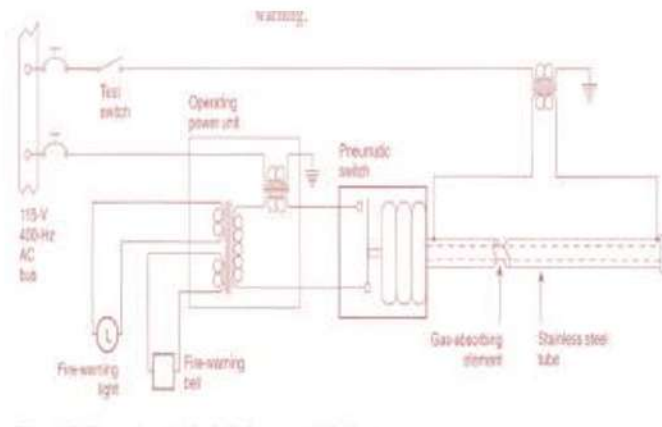 warning.
Test
switch
Operating
power unit
Pneumatic
switch
115-V
400-Hz
AC
bus
L
Fire-warning
light
Fire-warning
bell
Gas-absorbing
element
Stainless steel
tube